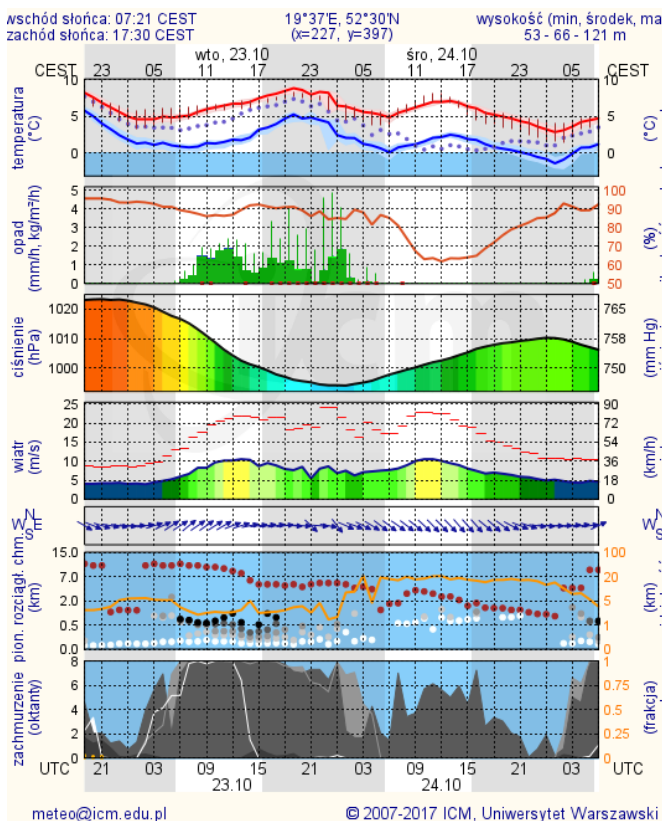 wschód słońca: 07:21 CEST 19°37'E, 52°30'N wysokość (min, środek, ma
zachód słońca: 17:30 CEST (x=227, y=397) 53 - 66 - 121 m
wto, 23.10 śro, 24.10
CEST 23 05 11 17 23 05 11 17 23 05 CEST
temperatura
(°C)
10
5
0
10
5
0
(°C)
opad
(mm/h, kg/m²/h)
5
4
3
2
1
0
100
90
80
70
60
50
(%)
ciśnienie
(hPa)
1020
1010
1000
765
758
750
(mm Hg)
wiatr
m/s
25
20
15
10
5
0
90
72
54
36
18
0
(km/h)
N
W E
S
N
W
S
pion. rozciągł. chm.
(km)
15.0
7.0
2.0
0.5
0.0
100
20
5
1
0
(km)
zachmurzenie
(oktanty)
8
6
4
2
0
1
0.75
0.5
0.25
0
(frakcja)
UTC 21 03 09 15 21 03 09 15 21 03 UTC
23.10 24.10
meteo@icm.edu.pl © 2007-2017 ICM, Uniwersytet Warszawski